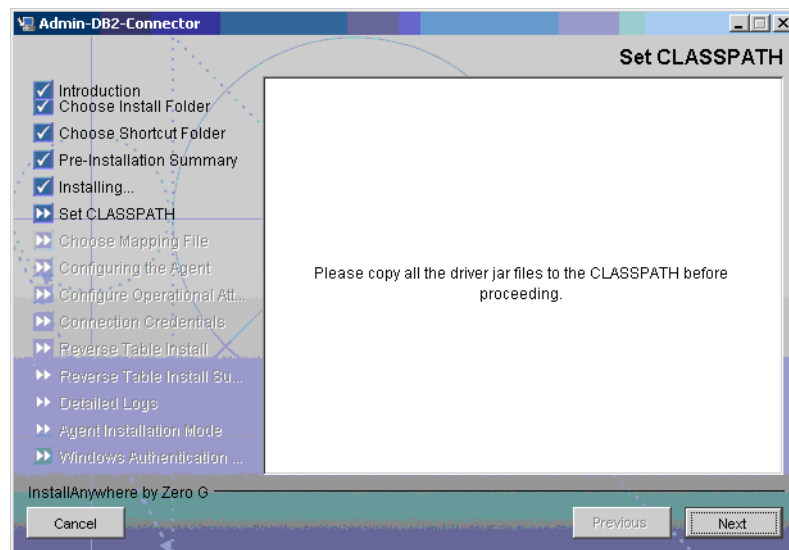 Admin-DB2-Connector
Set CLASSPATH
Introduction
Choose Install Folder
Choose Shortcut Folder
Pre-Installation Summary
Installing...
Set CLASSPATH
Choose Mapping File
Configuring the Agent
Configure Operational Att...
Connection Credentials
Reverse Table Install
Reverse Table Install Su...
Detailed Logs
Agent Installation Mode
Windows Authentication ...
Please copy all the driver jar files to the CLASSPATH before
proceeding.
InstallAnywhere by Zero G
Cancel
Previous
Next